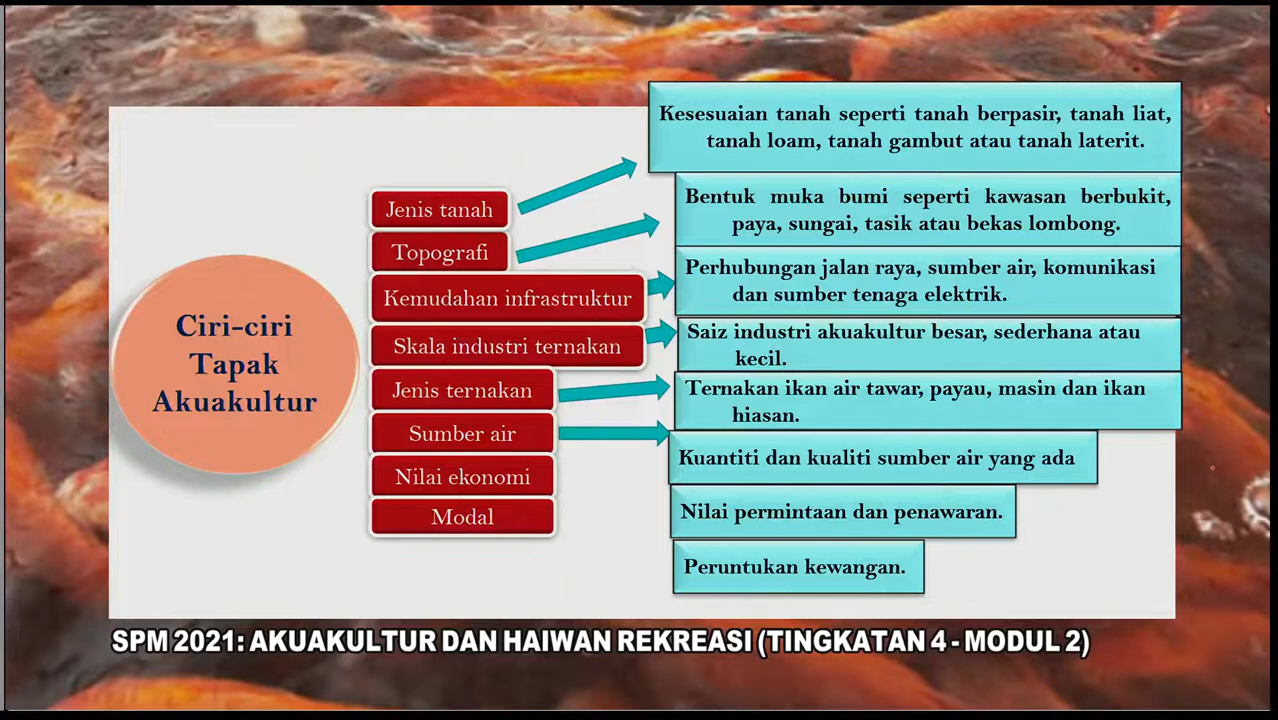 Kesesuaian tanah seperti tanah berpasir, tanah liat,
tanah loam, tanah gambut atau tanah laterit.
Jenis tanah
Bentuk muka bumi seperti kawasan berbukit,
paya, sungai, tasik atau bekas lombong.
Topografi
Perhubungan jalan raya, sumber air, komunikasi
dan sumber tenaga elektrik.
Kemudahan infrastruktur
Ciri-ciri
Tapak
Akuakultur
Saiz industri akuakultur besar, sederhana atau
kecil.
Skala industri ternakan
Ternakan ikan air tawar, payau, masin dan ikan
hiasan.
Jenis ternakan
Sumber air
Kuantiti dan kualiti sumber air yang ada
Nilai ekonomi
Nilai permintaan dan penawaran.
Modal
Peruntukan kewangan.
SPM 2021: AKUAKULTUR DAN HAIWAN REKREASI (TINGKATAN 4 - MODUL 2)